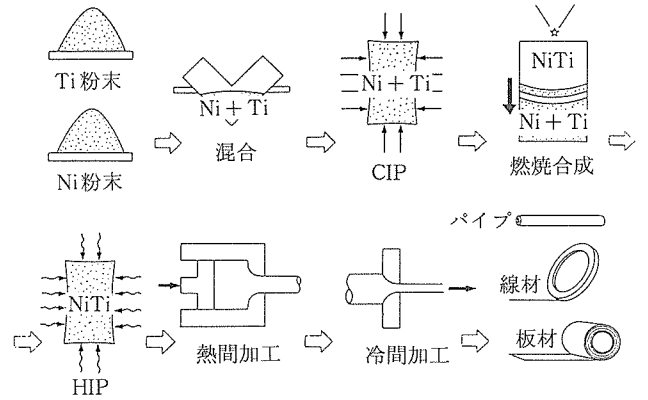 Ti粉末
Ni粉末
Ni+Ti
混合
Ni+Ti
CIP
NiTi
Ni+Ti
燃焼合成
NiTi
HIP
熱間加工
冷間加工
パイプ
線材
板材